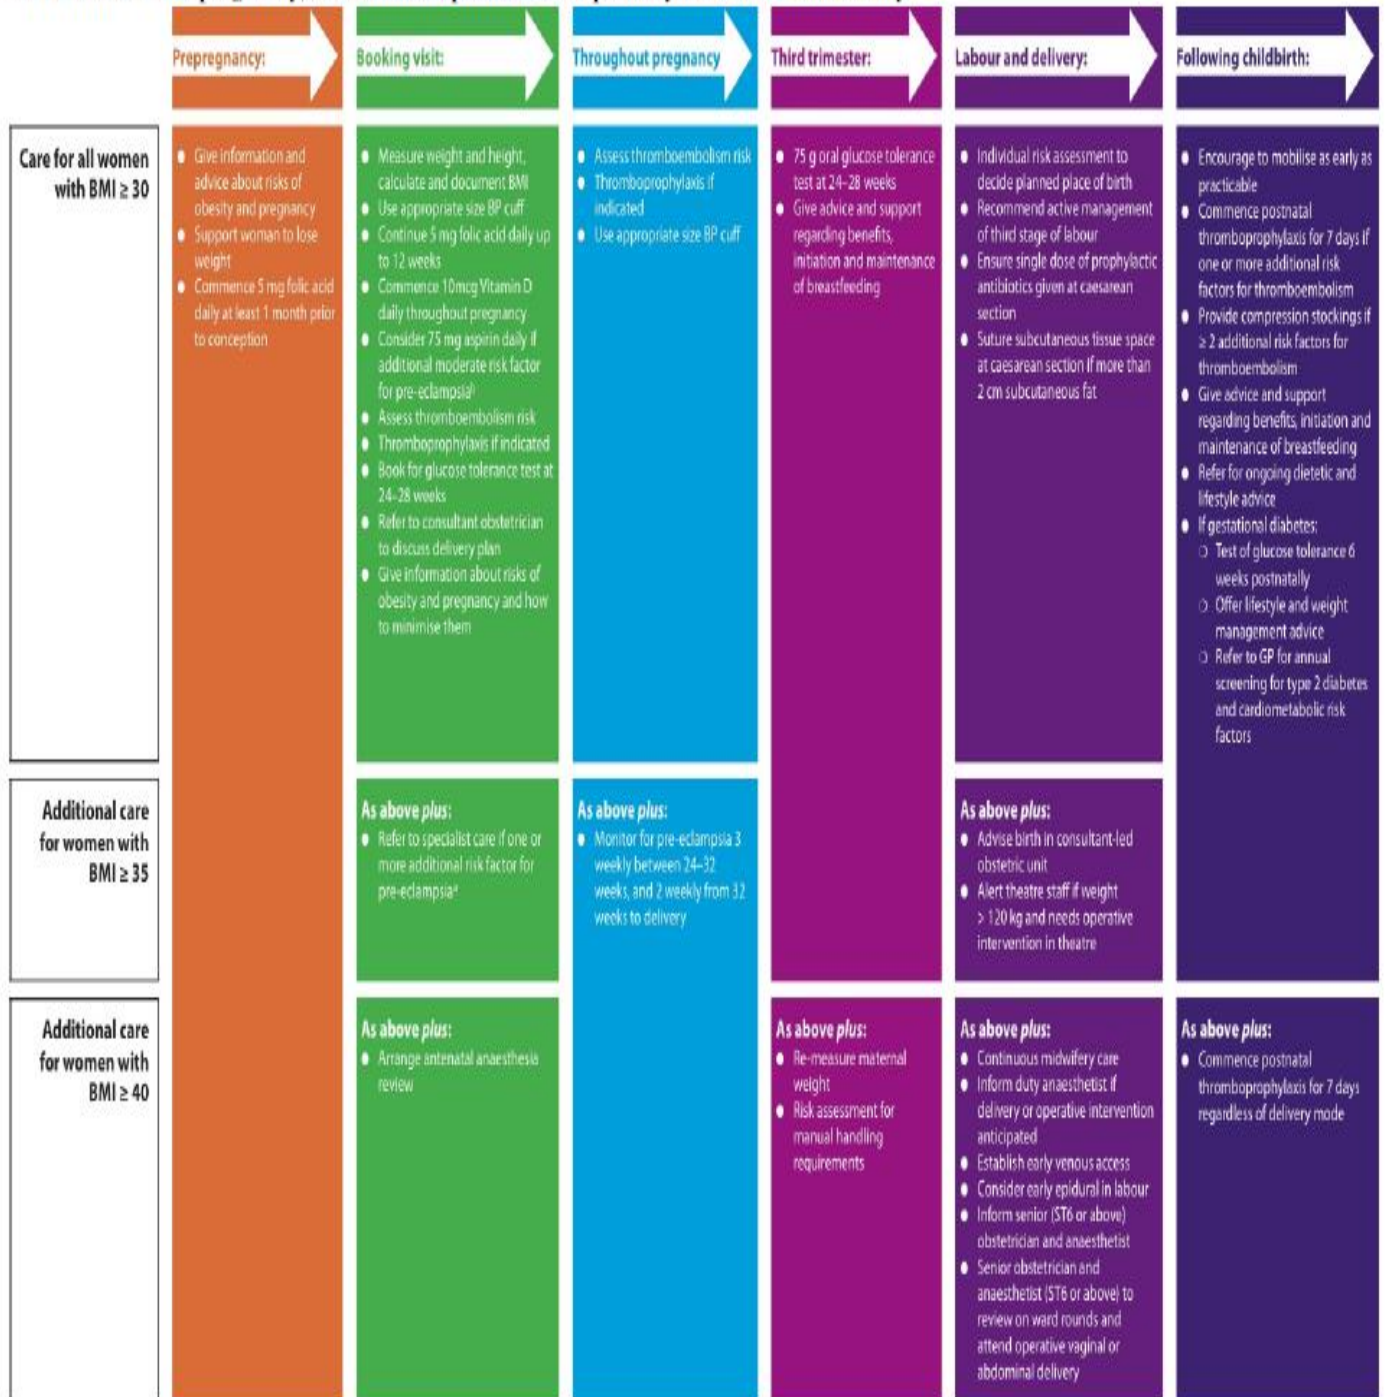 Prepregnancy:
Booking visit:
Throughout pregnancy
Third trimester:
Labour and delivery:
Following childbirth:
Care for all women
with BMI ≥ 30
● Give information and
advice about risks of
obesity and pregnancy
● Support woman to lose
weight
● Commence 5 mg folic acid
daily at least 1 month prior
to conception
● Measure weight and height,
calculate and document BMI
● Use appropriate size BP cuff
● Continue 5 mg folic acid daily up
to 12 weeks
● Commence 10mcg Vitamin D
daily throughout pregnancy
● Consider 75 mg aspirin daily if
additional moderate risk factor
for pre-eclampsia
● Assess thromboembolism risk
● Thromboprophylaxis if indicated
● Book for glucose tolerance test at
24–28 weeks
● Refer to consultant obstetrician
to discuss delivery plan
● Give information about risks of
obesity and pregnancy and how
to minimise them
● Assess thromboembolism risk
● Thromboprophylaxis if
indicated
● Use appropriate size BP cuff
● 75 g oral glucose tolerance
test at 24–28 weeks
● Give advice and support
regarding benefits,
initiation and maintenance
of breastfeeding
● Individual risk assessment to
decide planned place of birth
● Recommend active management
of third stage of labour
● Ensure single dose of prophylactic
antibiotics given at caesarean
section
● Suture subcutaneous tissue space
at caesarean section if more than
2 cm subcutaneous fat
● Encourage to mobilise as early as
practicable
● Commence postnatal
thromboprophylaxis for 7 days if
one or more additional risk
factors for thromboembolism
● Provide compression stockings if
≥ 2 additional risk factors for
thromboembolism
● Give advice and support
regarding benefits, initiation and
maintenance of breastfeeding
● Refer for ongoing dietetic and
lifestyle advice
● If gestational diabetes:
○ Test of glucose tolerance 6
weeks postnatally
○ Offer lifestyle and weight
management advice
○ Refer to GP for annual
screening for type 2 diabetes
and cardiometabolic risk
factors
Additional care
for women with
BMI ≥ 35
As above plus:
● Refer to specialist care if one or
more additional risk factor for
pre-eclampsiaª
As above plus:
● Monitor for pre-eclampsia 3
weekly between 24–32
weeks, and 2 weekly from 32
weeks to delivery
As above plus:
● Advise birth in consultant-led
obstetric unit
● Alert theatre staff if weight
> 120 kg and needs operative
intervention in theatre
Additional care
for women with
BMI ≥ 40
As above plus:
● Arrange antenatal anaesthesia
review
As above plus:
● Re-measure maternal
weight
● Risk assessment for
manual handling
requirements
As above plus:
● Continuous midwifery care
● Inform duty anaesthetist if
delivery or operative intervention
anticipated
● Establish early venous access
● Consider early epidural in labour
● Inform senior (ST6 or above)
obstetrician and anaesthetist
● Senior obstetrician and
anaesthetist (ST6 or above) to
review on ward rounds and
attend operative vaginal or
abdominal delivery
As above plus:
● Commence postnatal
thromboprophylaxis for 7 days
regardless of delivery mode